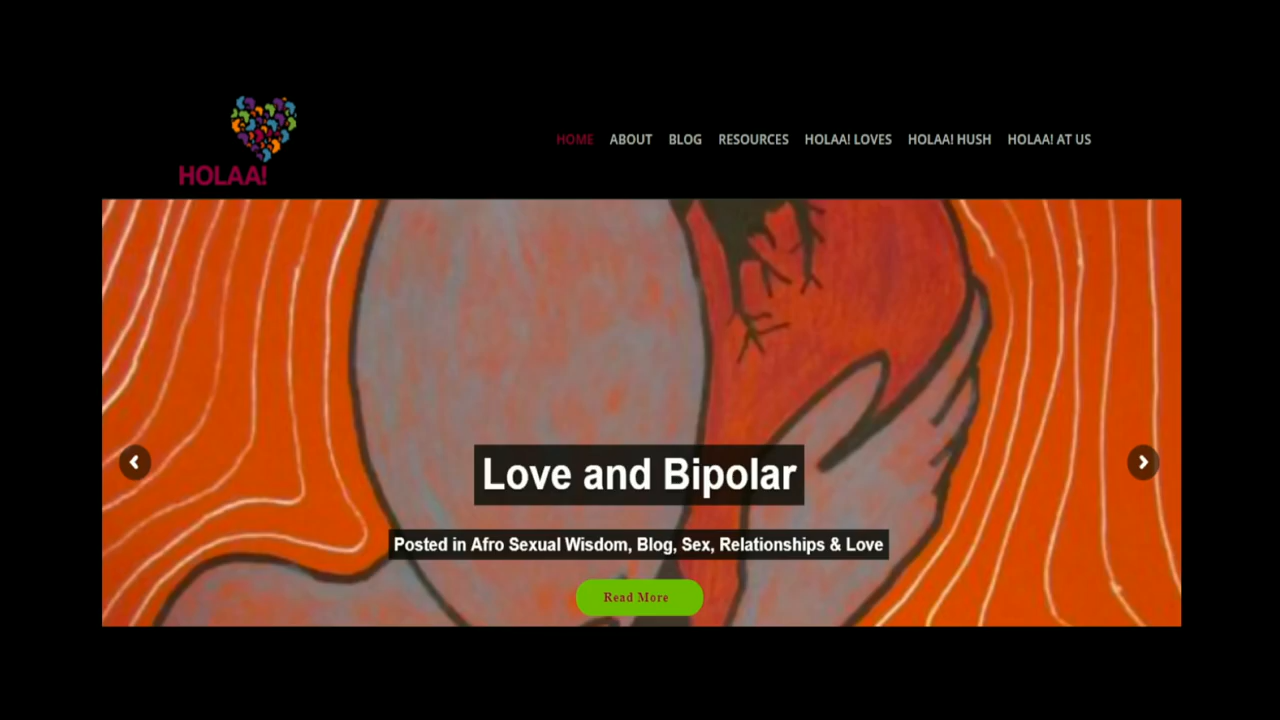 HOLAA!
HOME ABOUT BLOG RESOURCES HOLAA! LOVES HOLAA! HUSH HOLAA! AT US
Love and Bipolar
Posted in Afro Sexual Wisdom, Blog, Sex, Relationships & Love
Read More